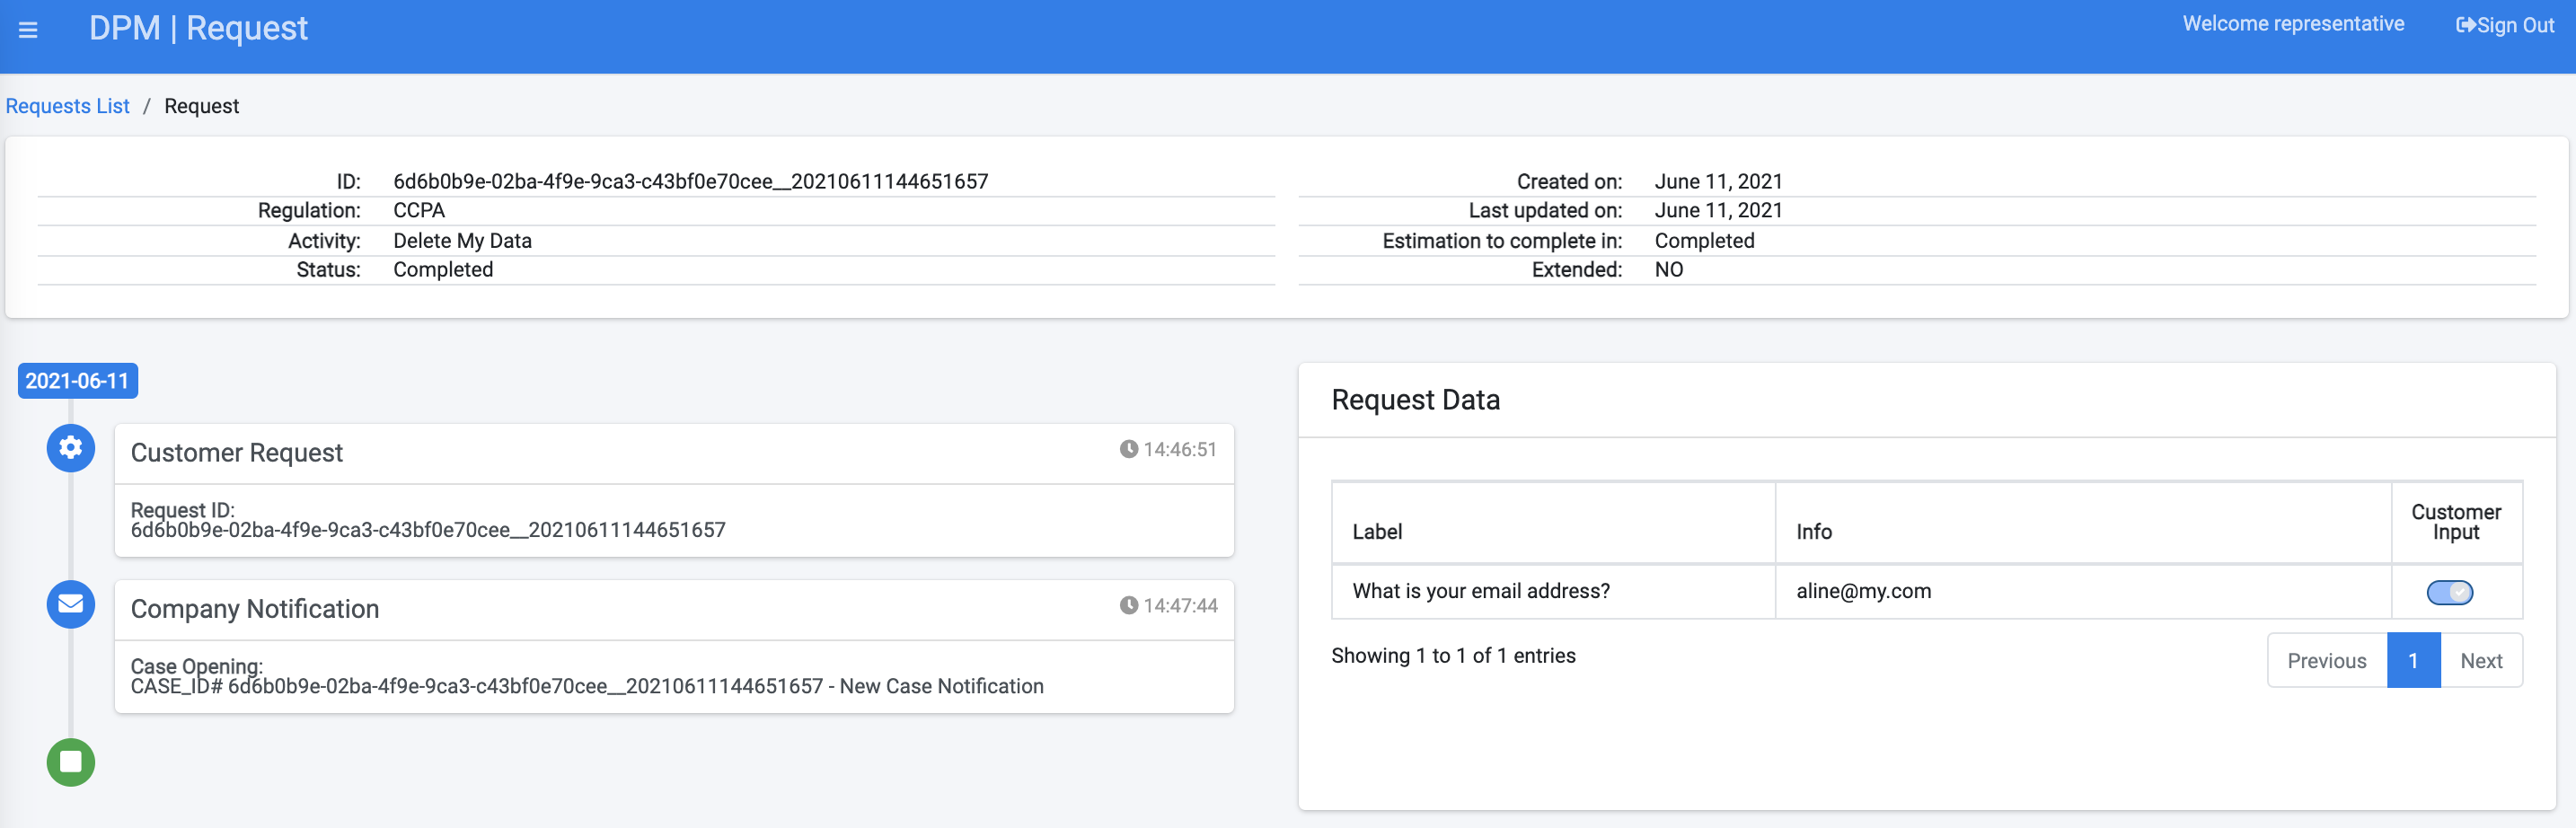 DPM | Request
Welcome representative
Sign Out
Requests List / Request
ID: 6d6b0b9e-02ba-4f9e-9ca3-c43bf0e70cee__20210611144651657
Regulation: CCPA
Activity: Delete My Data
Status: Completed
Created on: June 11, 2021
Last updated on: June 11, 2021
Estimation to complete in: Completed
Extended: NO
2021-06-11
Customer Request 14:46:51
Request ID:
6d6b0b9e-02ba-4f9e-9ca3-c43bf0e70cee__20210611144651657
Company Notification 14:47:44
Case Opening:
CASE_ID# 6d6b0b9e-02ba-4f9e-9ca3-c43bf0e70cee__20210611144651657 - New Case Notification
Request Data
Label Info Customer
Input
What is your email address? aline@my.com
Showing 1 to 1 of 1 entries
Previous 1 Next